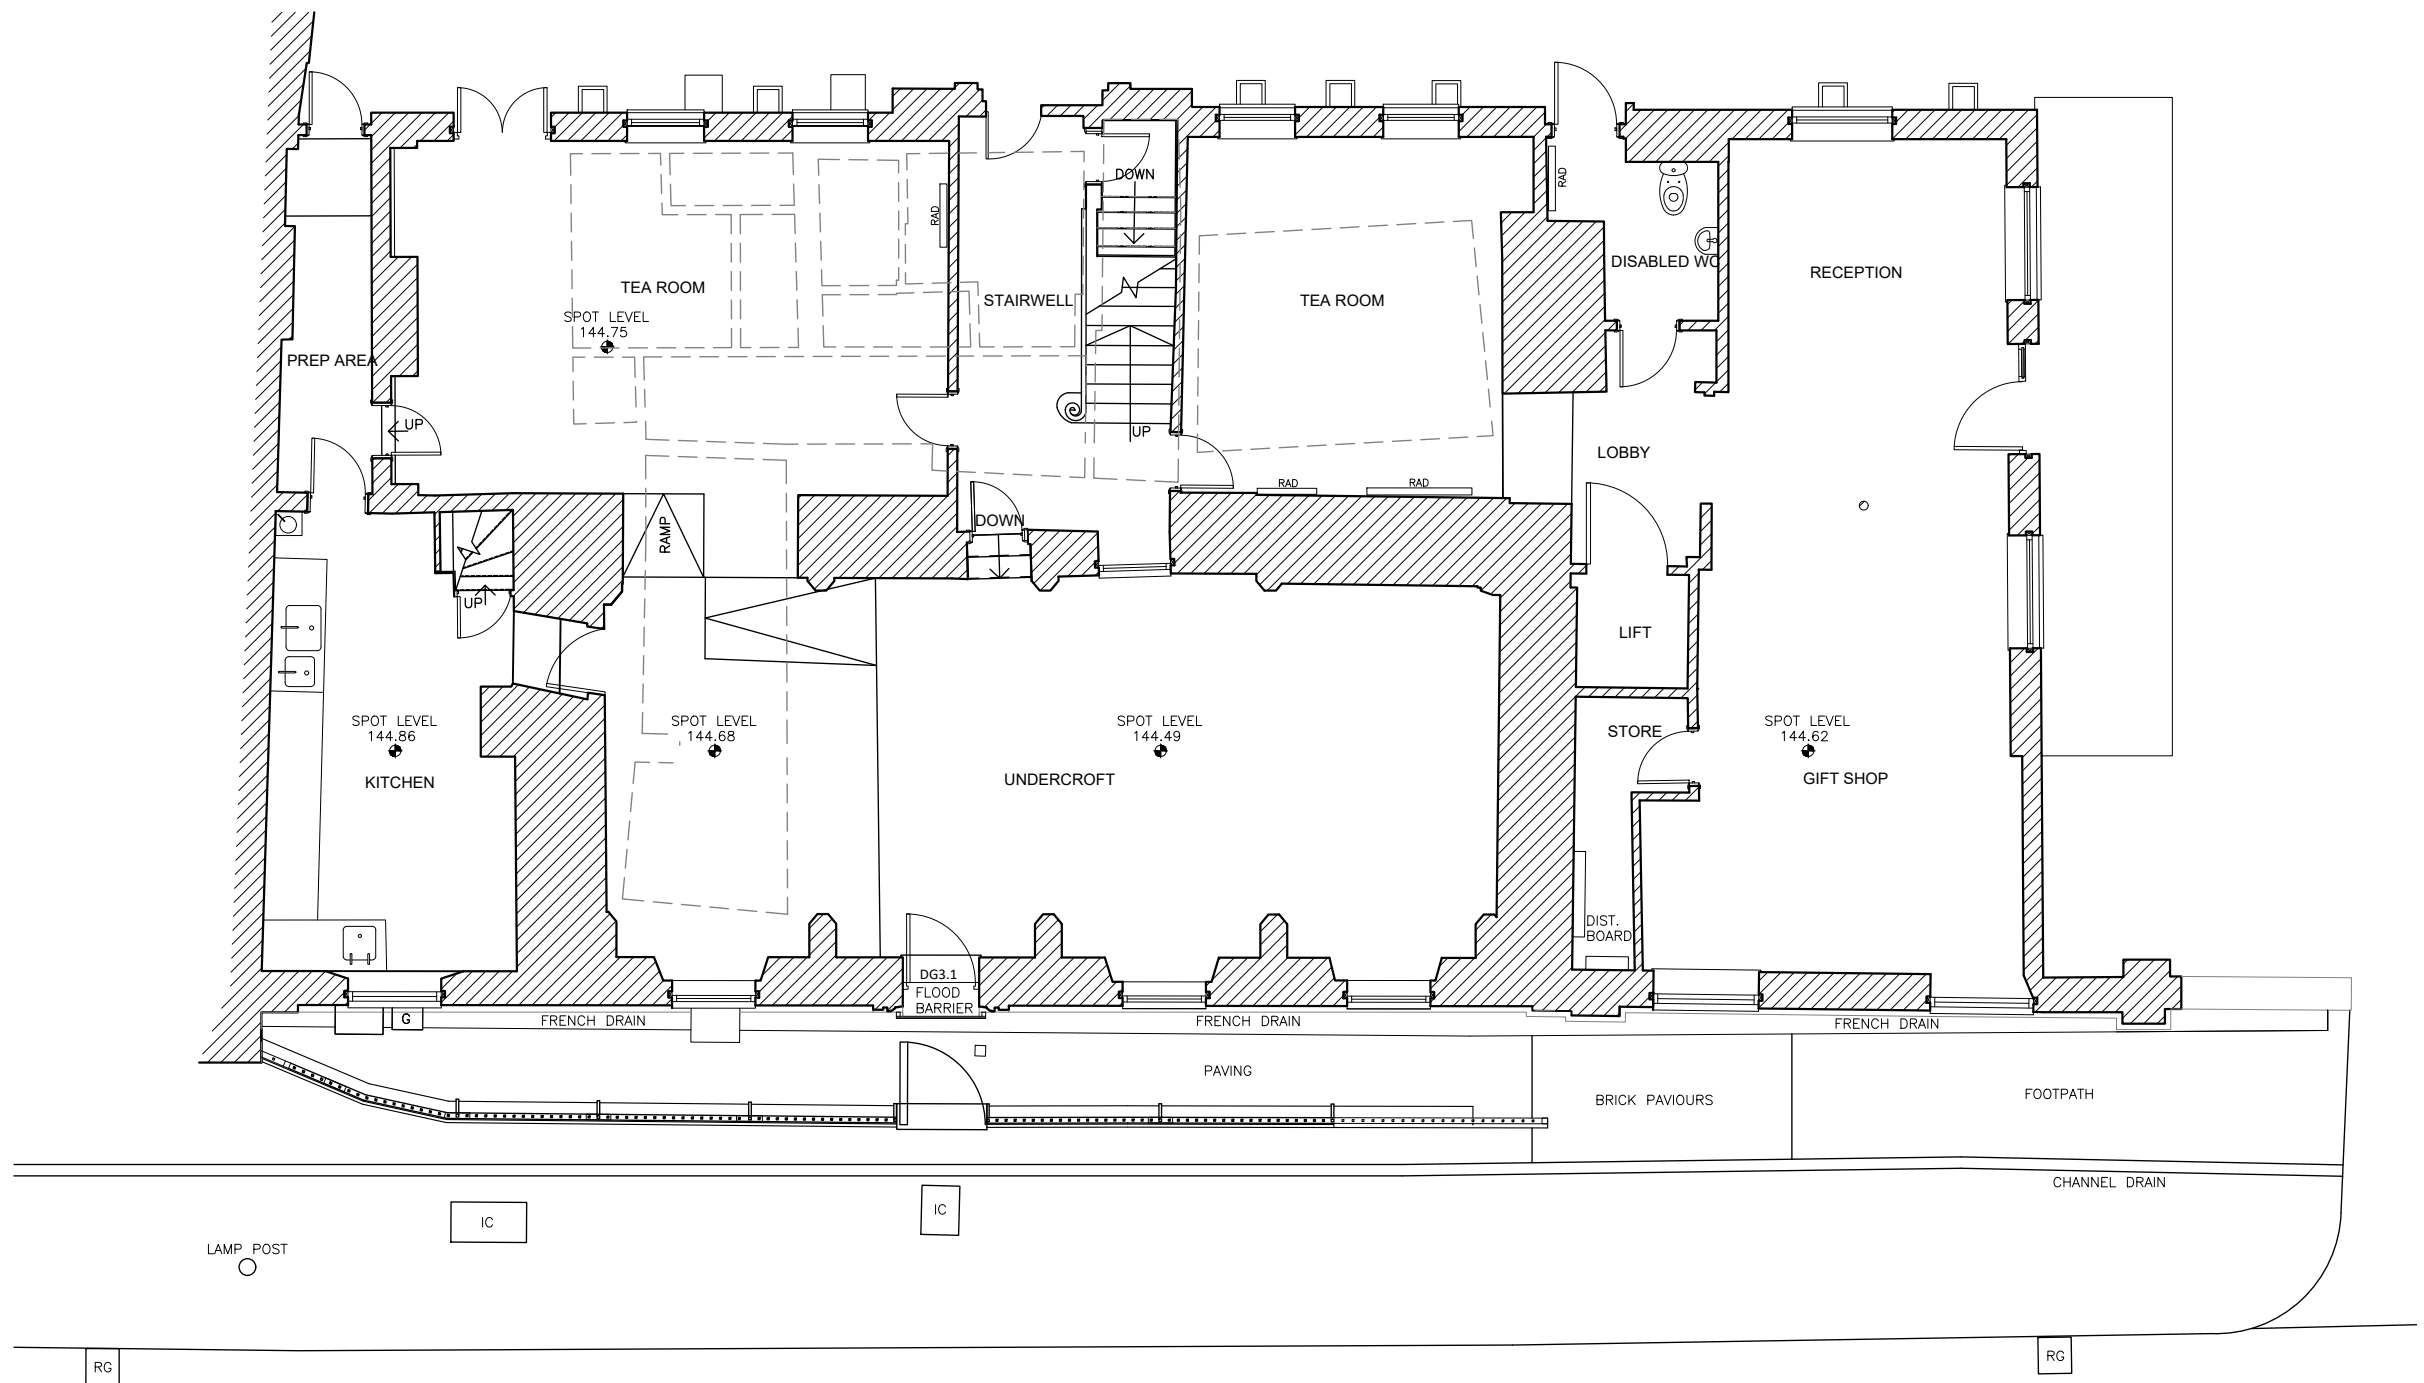 DOWN
RAD
RAD
DISABLED WC
RECEPTION
TEA ROOM
STAIRWELL
TEA ROOM
SPOT LEVEL
144.75
PREP AREA
UP
UP
LOBBY
RAD
RAD
DOWN
RAMP
UP
LIFT
SPOT LEVEL
144.86
KITCHEN
SPOT LEVEL
144.68
SPOT LEVEL
144.49
UNDERCROFT
STORE
SPOT LEVEL
144.62
GIFT SHOP
DIST.
BOARD
DG3.1
FLOOD
BARRIER
G
FRENCH DRAIN
FRENCH DRAIN
FRENCH DRAIN
PAVING
BRICK PAVIOURS
FOOTPATH
CHANNEL DRAIN
IC
IC
LAMP POST
RG
RG